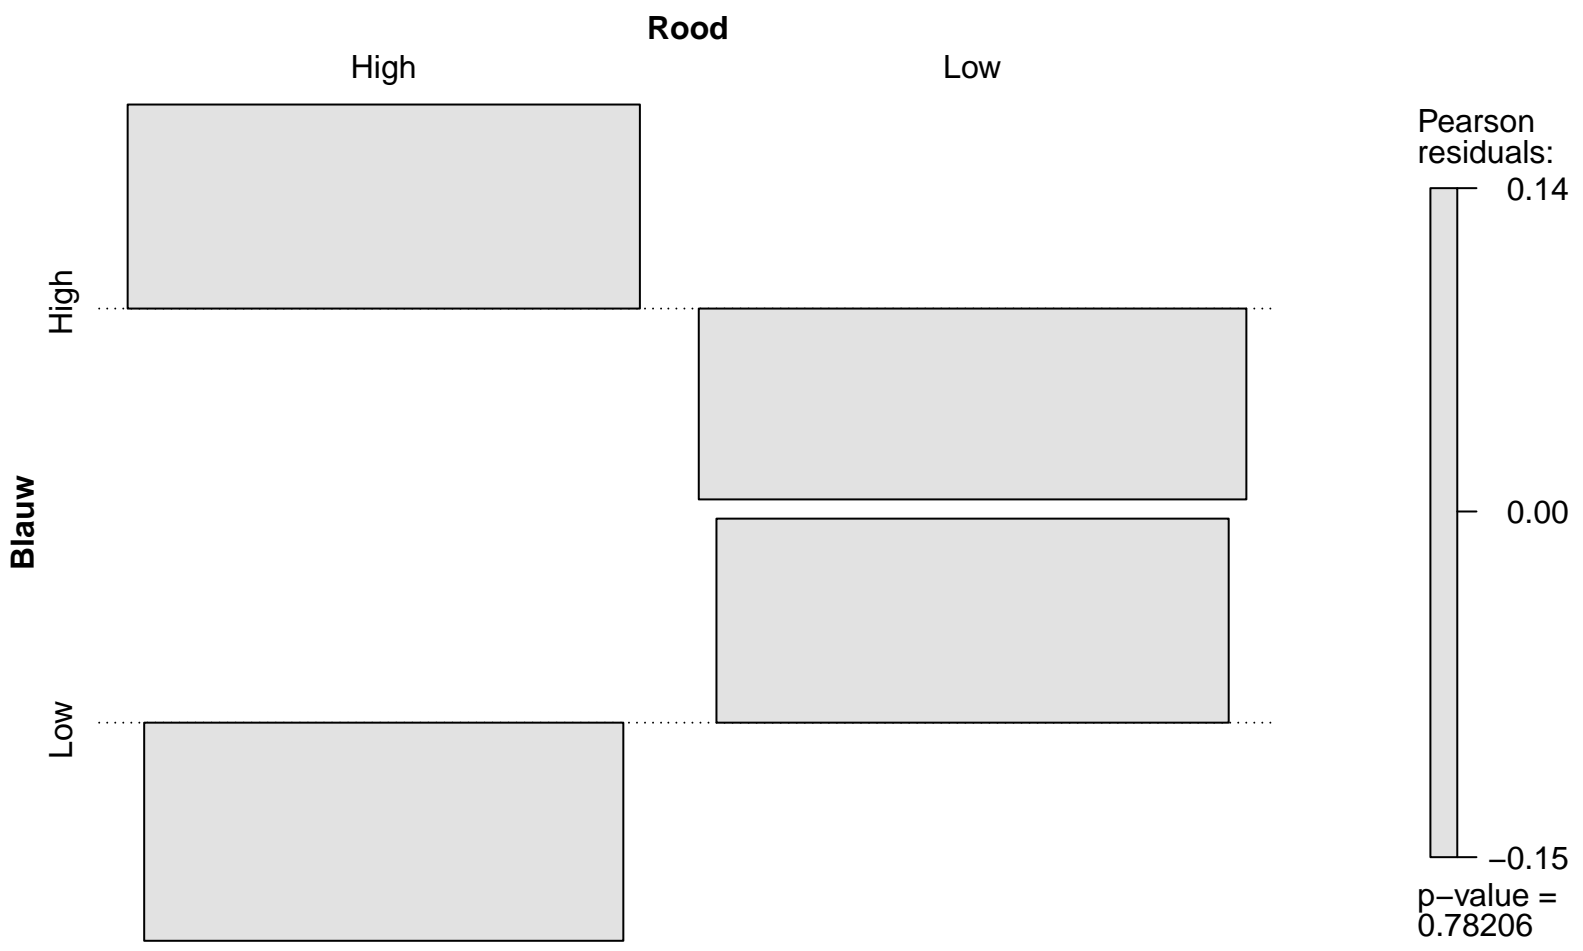 Rood
High
Low
High
Blauw
Low
Pearson
residuals:
0.14
0.00
−0.15
p−value =
0.78206